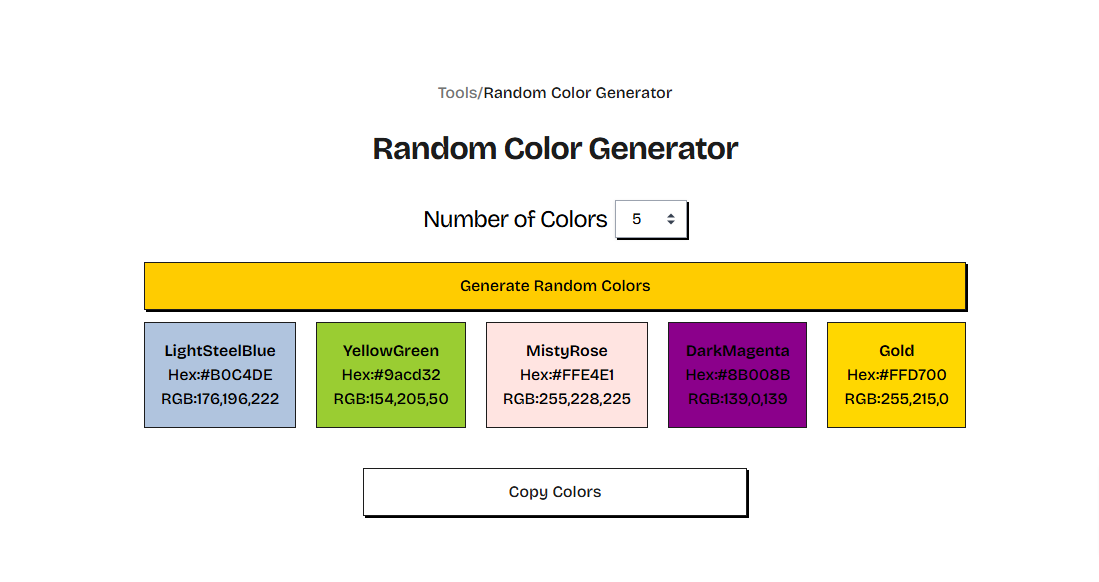 Tools/Random Color Generator
Random Color Generator
Number of Colors 5
Generate Random Colors
LightSteelBlue
Hex:#B0C4DE
RGB:176,196,222
YellowGreen
Hex:#9acd32
RGB:154,205,50
MistyRose
Hex:#FFE4E1
RGB:255,228,225
DarkMagenta
Hex:#8B008B
RGB:139,0,139
Gold
Hex:#FFD700
RGB:255,215,0
Copy Colors